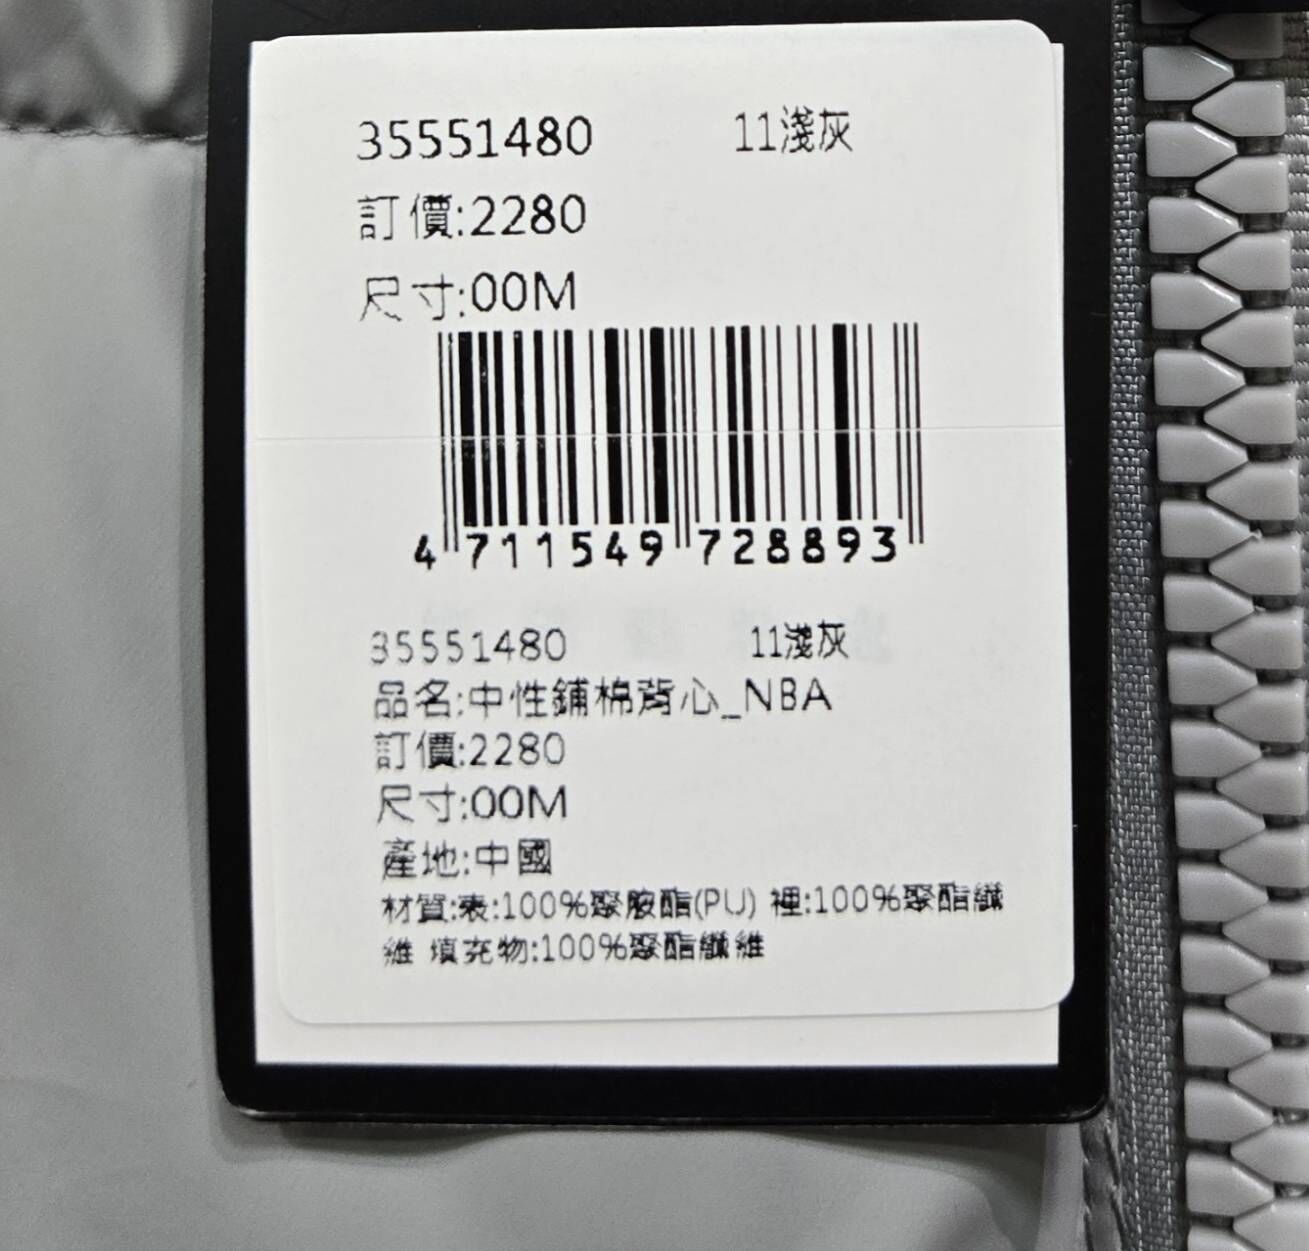 35551480 11淺灰
訂價:2280
尺寸:00M
4 711549 728893
35551480 11淺灰
品名:中性鋪棉背心_NBA
訂價:2280
尺寸:00M
產地:中國
材質:表:100%聚胺酯(PU) 裡:100%聚酯纖
維 填充物:100%聚酯纖維